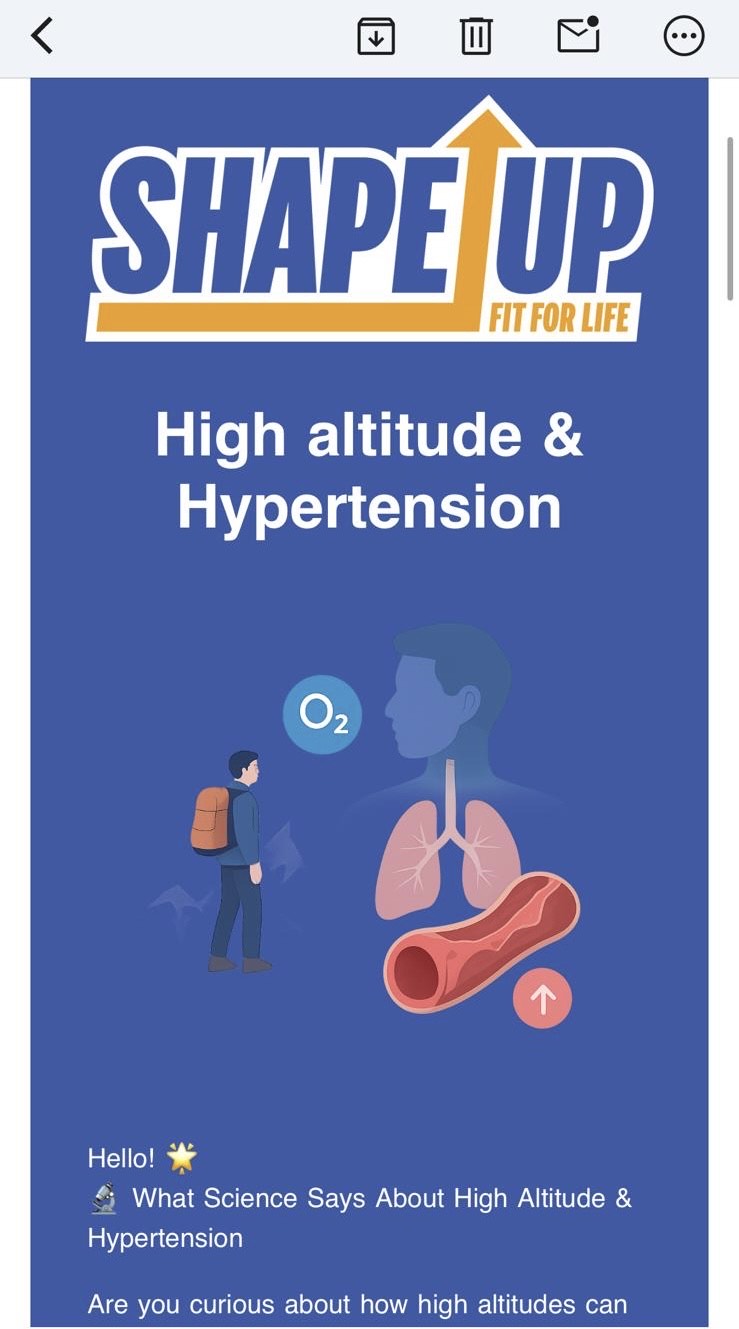 SHAPE UP
FIT FOR LIFE
High altitude &
Hypertension
O₂
Hello! 🌟
🔬 What Science Says About High Altitude &
Hypertension
Are you curious about how high altitudes can